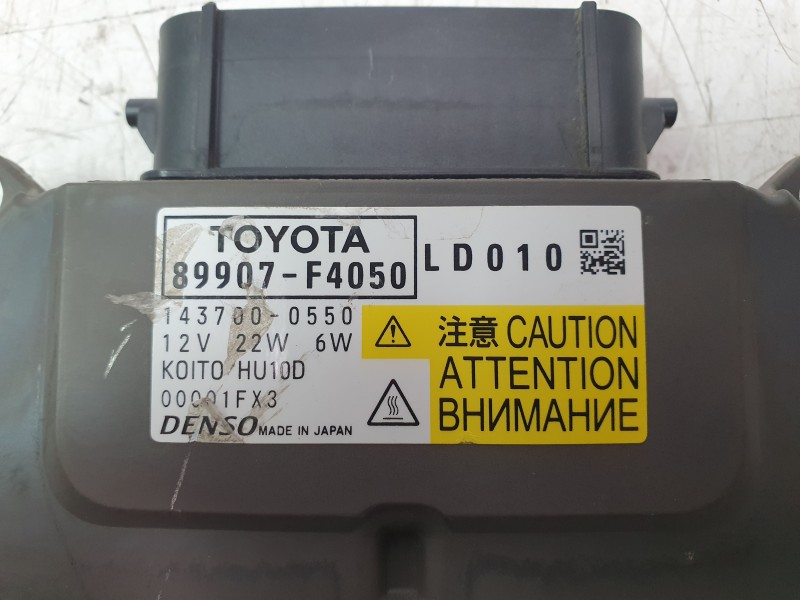 TOYOTA
89907-F4050
LD010
143700-0550
12V 22W 6W
KOITO HU10D
00001FX3
DENSO MADE IN JAPAN
注意 CAUTION
ATTENTION
ВНИМАНИЕ